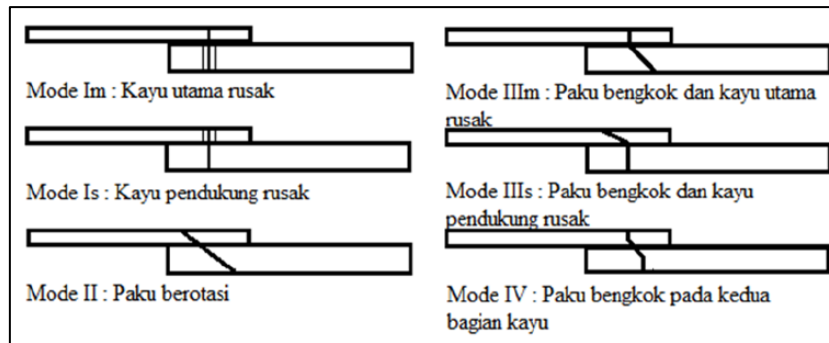 Mode Im : Kayu utama rusak
Mode Is : Kayu pendukung rusak
Mode II : Paku berotasi
Mode IIIm : Paku bengkok dan kayu utama
rusak
Mode IIIs : Paku bengkok dan kayu
pendukung rusak
Mode IV : Paku bengkok pada kedua
bagian kayu